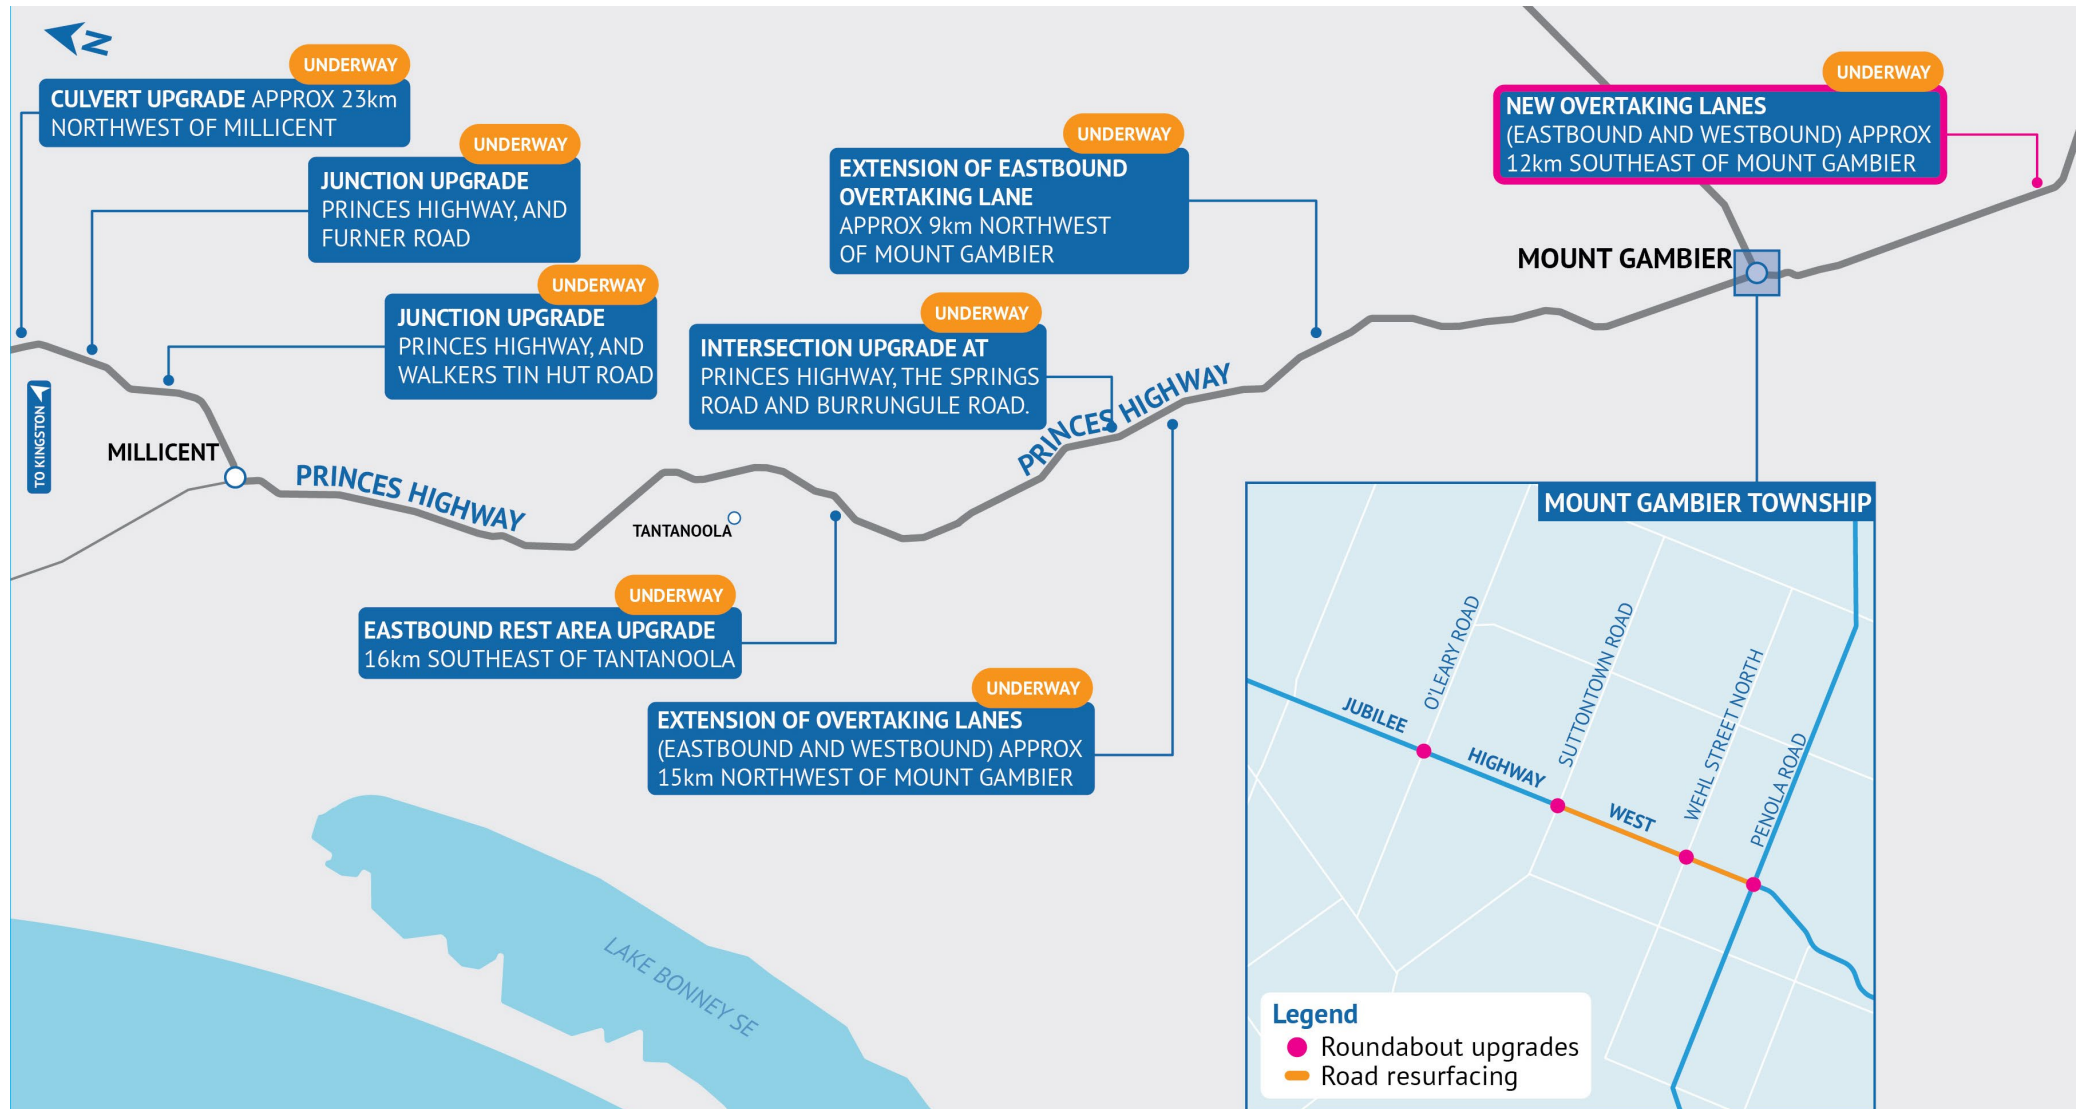 N
UNDERWAY
CULVERT UPGRADE APPROX 23km
NORTHWEST OF MILLICENT
UNDERWAY
JUNCTION UPGRADE
PRINCES HIGHWAY, AND
FURNER ROAD
UNDERWAY
JUNCTION UPGRADE
PRINCES HIGHWAY, AND
WALKERS TIN HUT ROAD
UNDERWAY
EXTENSION OF EASTBOUND
OVERTAKING LANE
APPROX 9km NORTHWEST
OF MOUNT GAMBIER
UNDERWAY
INTERSECTION UPGRADE AT
PRINCES HIGHWAY, THE SPRINGS
ROAD AND BURRUNGULE ROAD.
UNDERWAY
NEW OVERTAKING LANES
(EASTBOUND AND WESTBOUND) APPROX
12km SOUTHEAST OF MOUNT GAMBIER
MOUNT GAMBIER
TO KINGSTON
MILLICENT
PRINCES HIGHWAY
PRINCES HIGHWAY
TANTANOOLA
UNDERWAY
EASTBOUND REST AREA UPGRADE
16km SOUTHEAST OF TANTANOOLA
UNDERWAY
EXTENSION OF OVERTAKING LANES
(EASTBOUND AND WESTBOUND) APPROX
15km NORTHWEST OF MOUNT GAMBIER
LAKE BONNEY SE
MOUNT GAMBIER TOWNSHIP
O'LEARY ROAD
SUTTONTOWN ROAD
WEHL STREET NORTH
PENOLA ROAD
JUBILEE HIGHWAY WEST
Legend
Roundabout upgrades
Road resurfacing